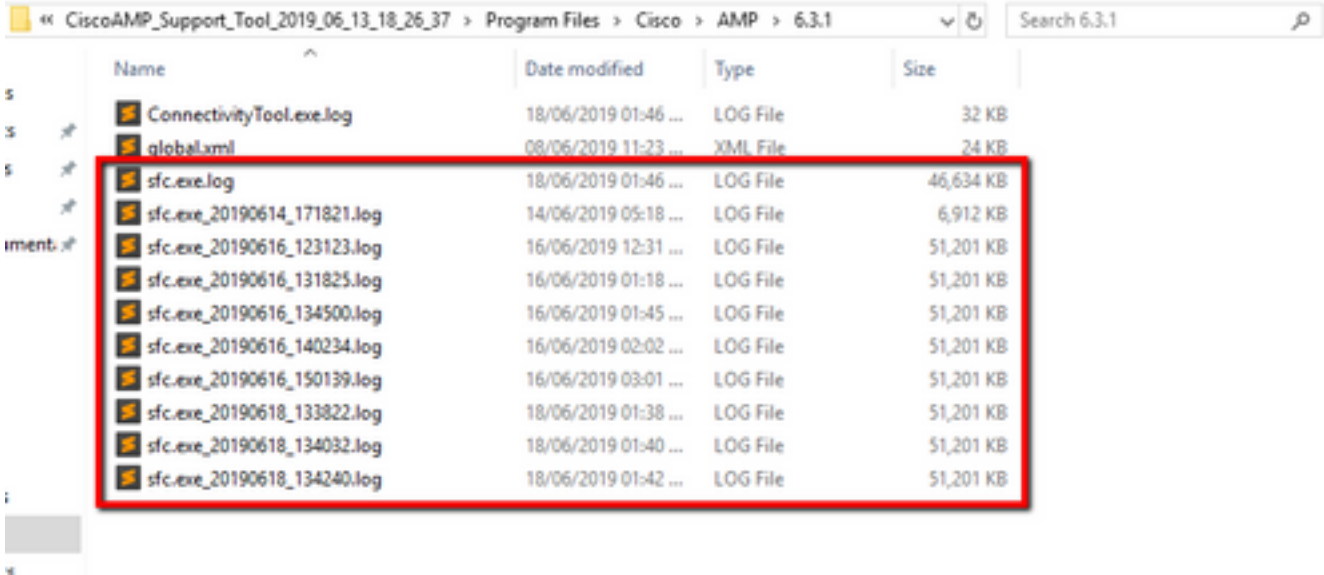 « CiscoAMP_Support_Tool_2019_06_13_18_26_37 > Program Files > Cisco > AMP > 6.3.1 Search 6.3.1
Name Date modified Type Size
ConnectivityTool.exe.log 18/06/2019 01:46 ... LOG File 32 KB
global.xml 08/06/2019 11:23 ... XML File 24 KB
sfc.exe.log 18/06/2019 01:46 ... LOG File 46,634 KB
sfc.exe_20190614_171821.log 14/06/2019 05:18 ... LOG File 6,912 KB
sfc.exe_20190616_123123.log 16/06/2019 12:31 ... LOG File 51,201 KB
sfc.exe_20190616_131825.log 16/06/2019 01:18 ... LOG File 51,201 KB
sfc.exe_20190616_134500.log 16/06/2019 01:45 ... LOG File 51,201 KB
sfc.exe_20190616_140234.log 16/06/2019 02:02 ... LOG File 51,201 KB
sfc.exe_20190616_150139.log 16/06/2019 03:01 ... LOG File 51,201 KB
sfc.exe_20190618_133822.log 18/06/2019 01:38 ... LOG File 51,201 KB
sfc.exe_20190618_134032.log 18/06/2019 01:40 ... LOG File 51,201 KB
sfc.exe_20190618_134240.log 18/06/2019 01:42 ... LOG File 51,201 KB